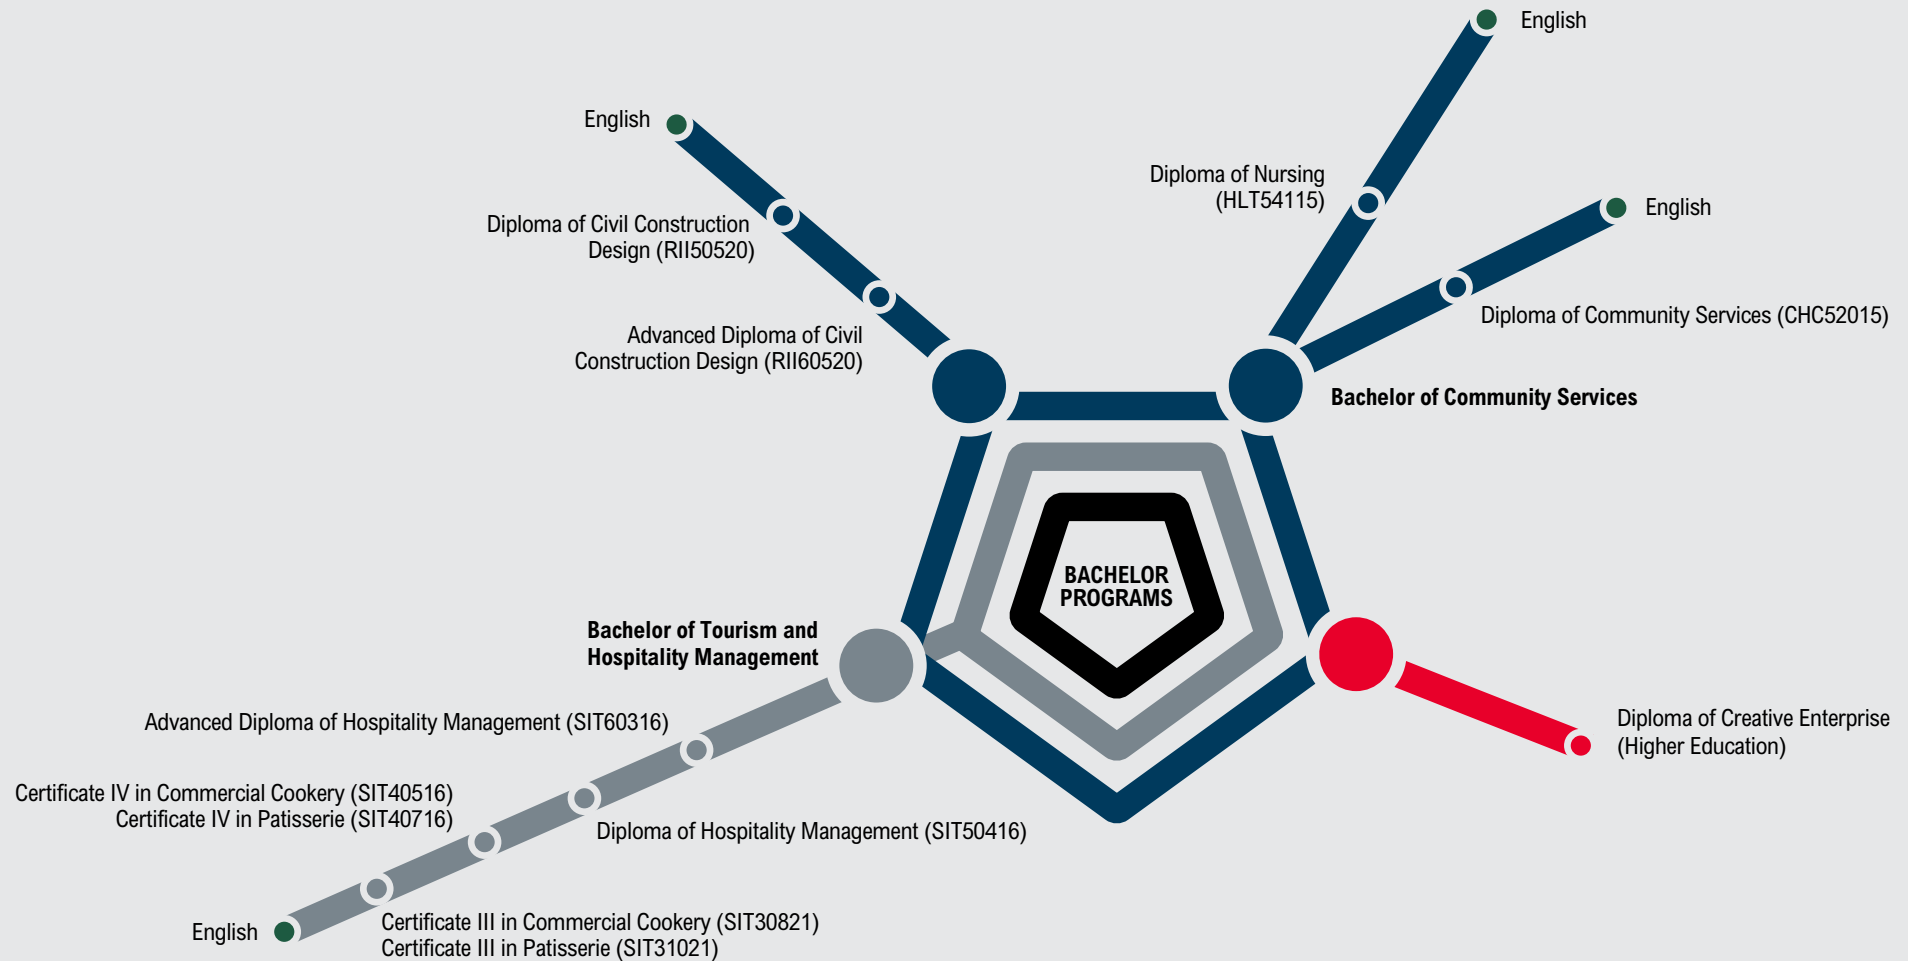 English
English
Diploma of Nursing
(HLT54115)
English
Diploma of Civil Construction
Design (RII50520)
Diploma of Community Services (CHC52015)
Advanced Diploma of Civil
Construction Design (RII60520)
Bachelor of Community Services
BACHELOR
PROGRAMS
Bachelor of Tourism and
Hospitality Management
Advanced Diploma of Hospitality Management (SIT60316)
Diploma of Creative Enterprise
(Higher Education)
Certificate IV in Commercial Cookery (SIT40516)
Certificate IV in Patisserie (SIT40716)
Diploma of Hospitality Management (SIT50416)
English
Certificate III in Commercial Cookery (SIT30821)
Certificate III in Patisserie (SIT31021)